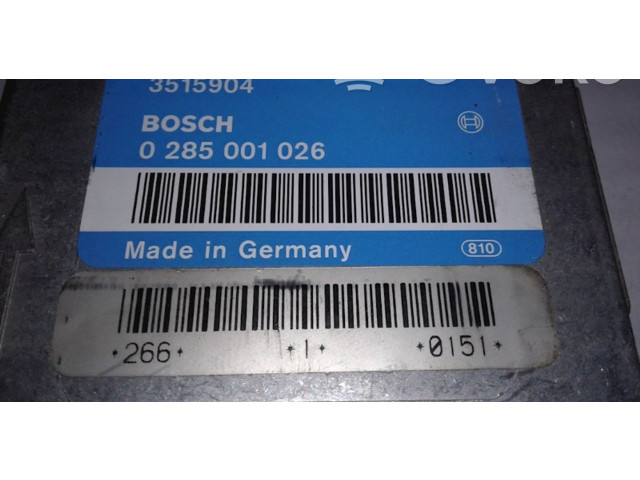 3515904
BOSCH
0 285 001 026
Made in Germany 810
*266* *1* *0151*